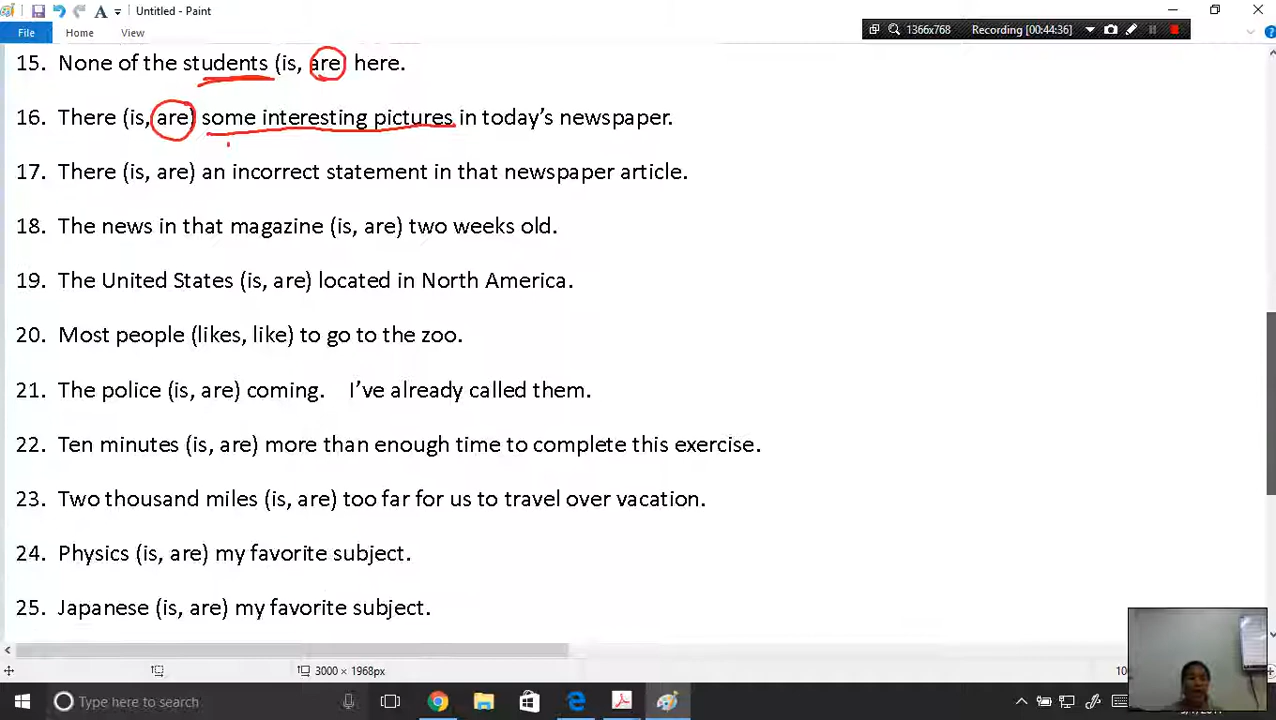 Untitled - Paint
File Home View
1366x768 Recording [00:44:36]
15. None of the students (is, are) here.
16. There (is, are) some interesting pictures in today's newspaper.
17. There (is, are) an incorrect statement in that newspaper article.
18. The news in that magazine (is, are) two weeks old.
19. The United States (is, are) located in North America.
20. Most people (likes, like) to go to the zoo.
21. The police (is, are) coming. I've already called them.
22. Ten minutes (is, are) more than enough time to complete this exercise.
23. Two thousand miles (is, are) too far for us to travel over vacation.
24. Physics (is, are) my favorite subject.
25. Japanese (is, are) my favorite subject.
3000 × 1968px
Type here to search